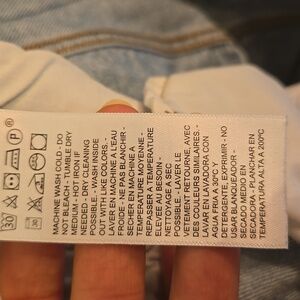 30
P
MACHINE WASH COLD - DO
NOT BLEACH - TUMBLE DRY
MEDIUM - HOT IRON IF
NEEDED - DRY CLEANING
POSSIBLE. - WASH INSIDE
OUT WITH LIKE COLORS. -
LAVER EN MACHINE A L'EAU
FROIDE - NE PAS BLANCHIR -
SECHER EN MACHINE A
TEMPERATURE MOYENNE -
REPASSER A TEMPERATURE
ELEVEE AU BESOIN -
NETTOYAGE A SEC
POSSIBLE. - LAVER LE
VETEMENT RETOURNE, AVEC
DES COULEURS SIMILAIRES. -
LAVAR EN LAVADORA CON
AGUA FRIA A 30ºC Y
DETERGENTE, EXPRIMIR - NO
USAR BLANQUEADOR -
SECADO MEDIO EN
SECADORA - PLANCHAR EN
TEMPERATURA ALTA A 200ºC